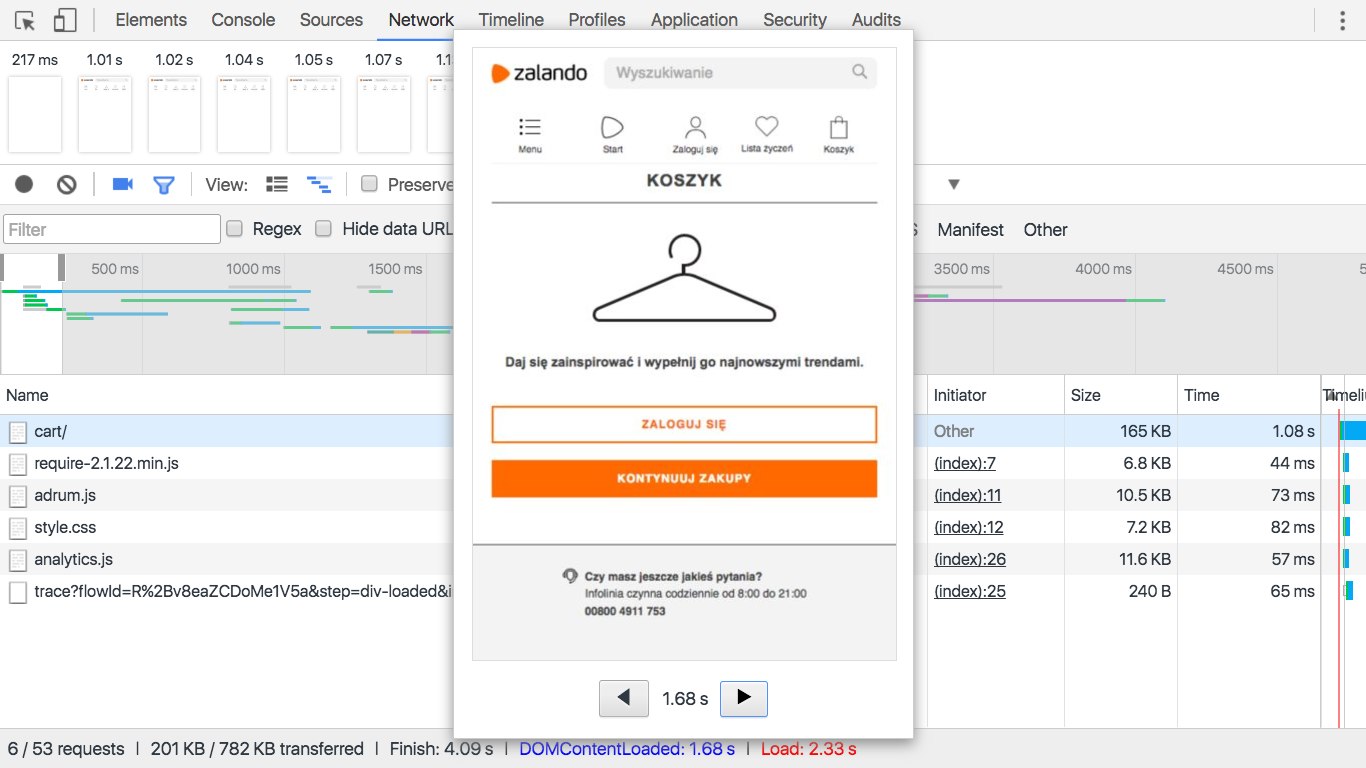 Elements Console Sources Network Timeline Profiles Application Security Audits
217 ms 1.01 s 1.02 s 1.04 s 1.05 s 1.07 s
View: Preserve
Filter Regex Hide data URL Manifest Other
500 ms 1000 ms 1500 ms 3500 ms 4000 ms 4500 ms
Name Initiator Size Time
cart/ Other 165 KB 1.08 s
require-2.1.22.min.js (index):7 6.8 KB 44 ms
adrum.js (index):11 10.5 KB 73 ms
style.css (index):12 7.2 KB 82 ms
analytics.js (index):26 11.6 KB 57 ms
trace?flowId=R%2Bv8eaZCDoMe1V5a&step=div-loaded&i (index):25 240 B 65 ms
zalando Wyszukiwanie
Menu Start Zaloguj się Lista życzeń Koszyk
KOSZYK
Daj się zainspirować i wypełnij go najnowszymi trendami.
ZALOGUJ SIĘ
KONTYNUUJ ZAKUPY
Czy masz jeszcze jakieś pytania?
Infolinia czynna codziennie od 8:00 do 21:00
00800 4911 753
1.68 s
6 / 53 requests | 201 KB / 782 KB transferred | Finish: 4.09 s | DOMContentLoaded: 1.68 s | Load: 2.33 s